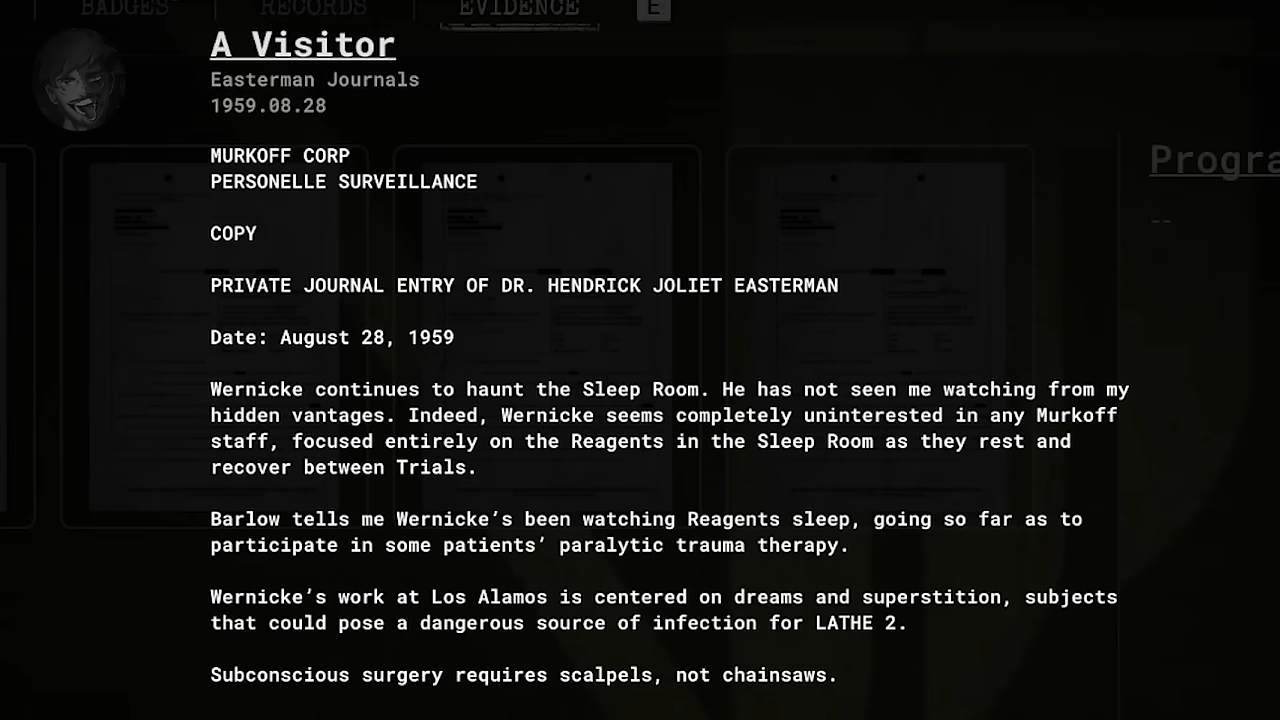 BADGES
RECORDS
EVIDENCE
E
A Visitor
Easterman Journals
1959.08.28
MURKOFF CORP
PERSONELLE SURVEILLANCE
COPY
PRIVATE JOURNAL ENTRY OF DR. HENDRICK JOLIET EASTERMAN
Date: August 28, 1959
Wernicke continues to haunt the Sleep Room. He has not seen me watching from my
hidden vantages. Indeed, Wernicke seems completely uninterested in any Murkoff
staff, focused entirely on the Reagents in the Sleep Room as they rest and
recover between Trials.
Barlow tells me Wernicke’s been watching Reagents sleep, going so far as to
participate in some patients’ paralytic trauma therapy.
Wernicke’s work at Los Alamos is centered on dreams and superstition, subjects
that could pose a dangerous source of infection for LATHE 2.
Subconscious surgery requires scalpels, not chainsaws.
Progra
--